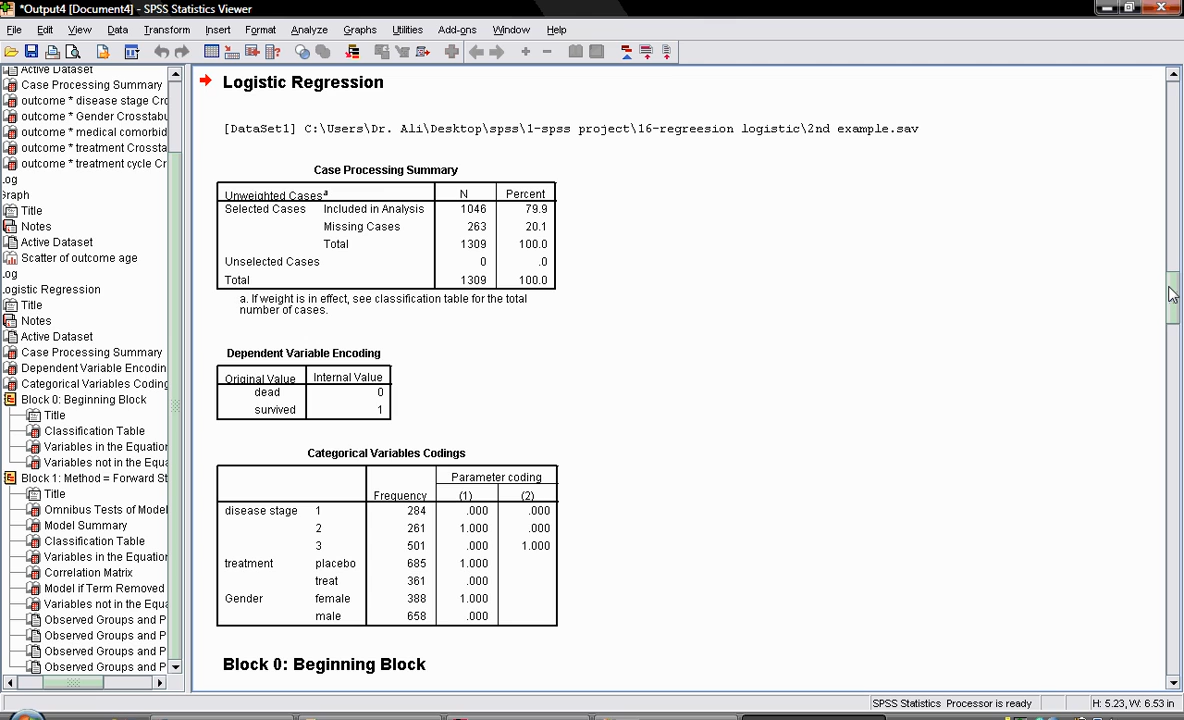 *Output4 [Document4] - SPSS Statistics Viewer
File Edit View Data Transform Insert Format Analyze Graphs Utilities Add-ons Window Help
Active Dataset
Case Processing Summary
outcome * disease stage Cro
outcome * Gender Crosstabu
outcome * medical comorbid
outcome * treatment Crossta
outcome * treatment cycle Cr
.og
Graph
Title
Notes
Active Dataset
Scatter of outcome age
.og
ogistic Regression
Title
Notes
Active Dataset
Case Processing Summary
Dependent Variable Encodin
Categorical Variables Coding
Block 0: Beginning Block
Title
Classification Table
Variables in the Equation
Variables not in the Equa
Block 1: Method = Forward St
Title
Omnibus Tests of Model
Model Summary
Classification Table
Variables in the Equation
Correlation Matrix
Model if Term Removed
Variables not in the Equa
Observed Groups and P
Observed Groups and P
Observed Groups and P
Observed Groups and P
Logistic Regression
[DataSet1] C:\Users\Dr. Ali\Desktop\spss\1-spss project\16-regreesion logistic\2nd example.sav
Case Processing Summary
Unweighted Cases^a N Percent
Selected Cases Included in Analysis 1046 79.9
Missing Cases 263 20.1
Total 1309 100.0
Unselected Cases 0 .0
Total 1309 100.0
a. If weight is in effect, see classification table for the total
number of cases.
Dependent Variable Encoding
Original Value Internal Value
dead 0
survived 1
Categorical Variables Codings
Parameter coding
Frequency (1) (2)
disease stage 1 284 .000 .000
2 261 1.000 .000
3 501 .000 1.000
treatment placebo 685 1.000
treat 361 .000
Gender female 388 1.000
male 658 .000
Block 0: Beginning Block
SPSS Statistics Processor is ready H: 5.23, W: 6.53 in